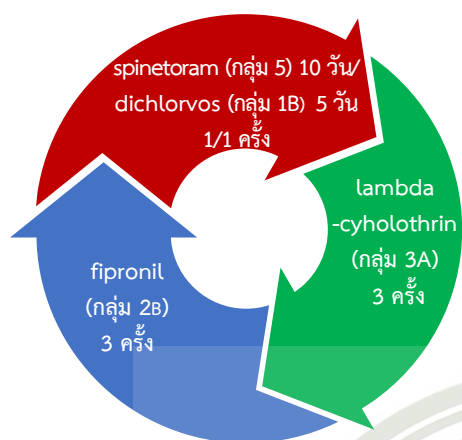 spinetoram (กลุ่ม 5) 10 วัน/
dichlorvos (กลุ่ม 1B) 5 วัน
1/1 ครั้ง
lambda
-cyholothrin
(กลุ่ม 3A)
3 ครั้ง
fipronil
(กลุ่ม 2B)
3 ครั้ง